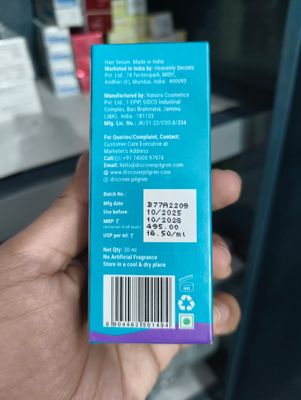 Hair Serum. Made in India
Marketed in India by: Heavenly Secrets
Pvt. Ltd., 76 Technopark, MIDC,
Andheri (E), Mumbai, India - 400093
Manufactured by: Naturis Cosmetics
Pvt. Ltd., 1-EPIP, SIDCO Industrial
Complex, Bari Brahmana, Jammu
(J&K), India - 181133
Mfg. Lic. No.: JK/21-22/COS-8/334
For Queries/Complaint, Contact:
Customer Care Executive at
Marketer's Address
Call: +91 74000 57974
Email: hello@discoverpilgrim.com
www.discoverpilgrim.com
discover.pilgrim
Batch No.: B77A2209
Mfg date: 10/2025
Use before: 10/2028
MRP: ₹ 495.00
(Inclusive of all taxes)
USP per ml: ₹ 16.50/ml
Net Qty: 30 ml
No Artificial Fragrance
Store in a cool & dry place